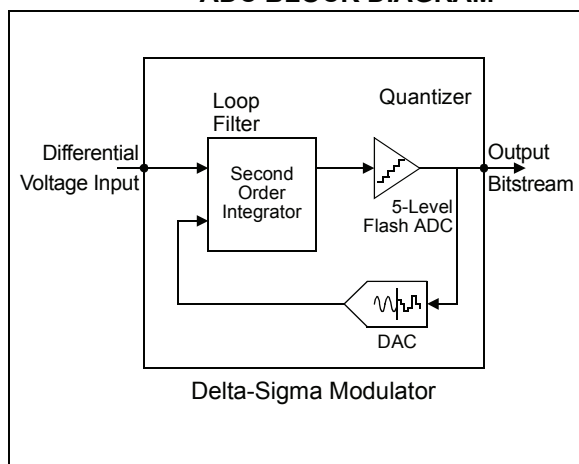 ADC BLOCK DIAGRAM
Loop
Filter
Quantizer
Differential
Voltage Input
Second
Order
Integrator
Output
Bitstream
5-Level
Flash ADC
DAC
Delta-Sigma Modulator